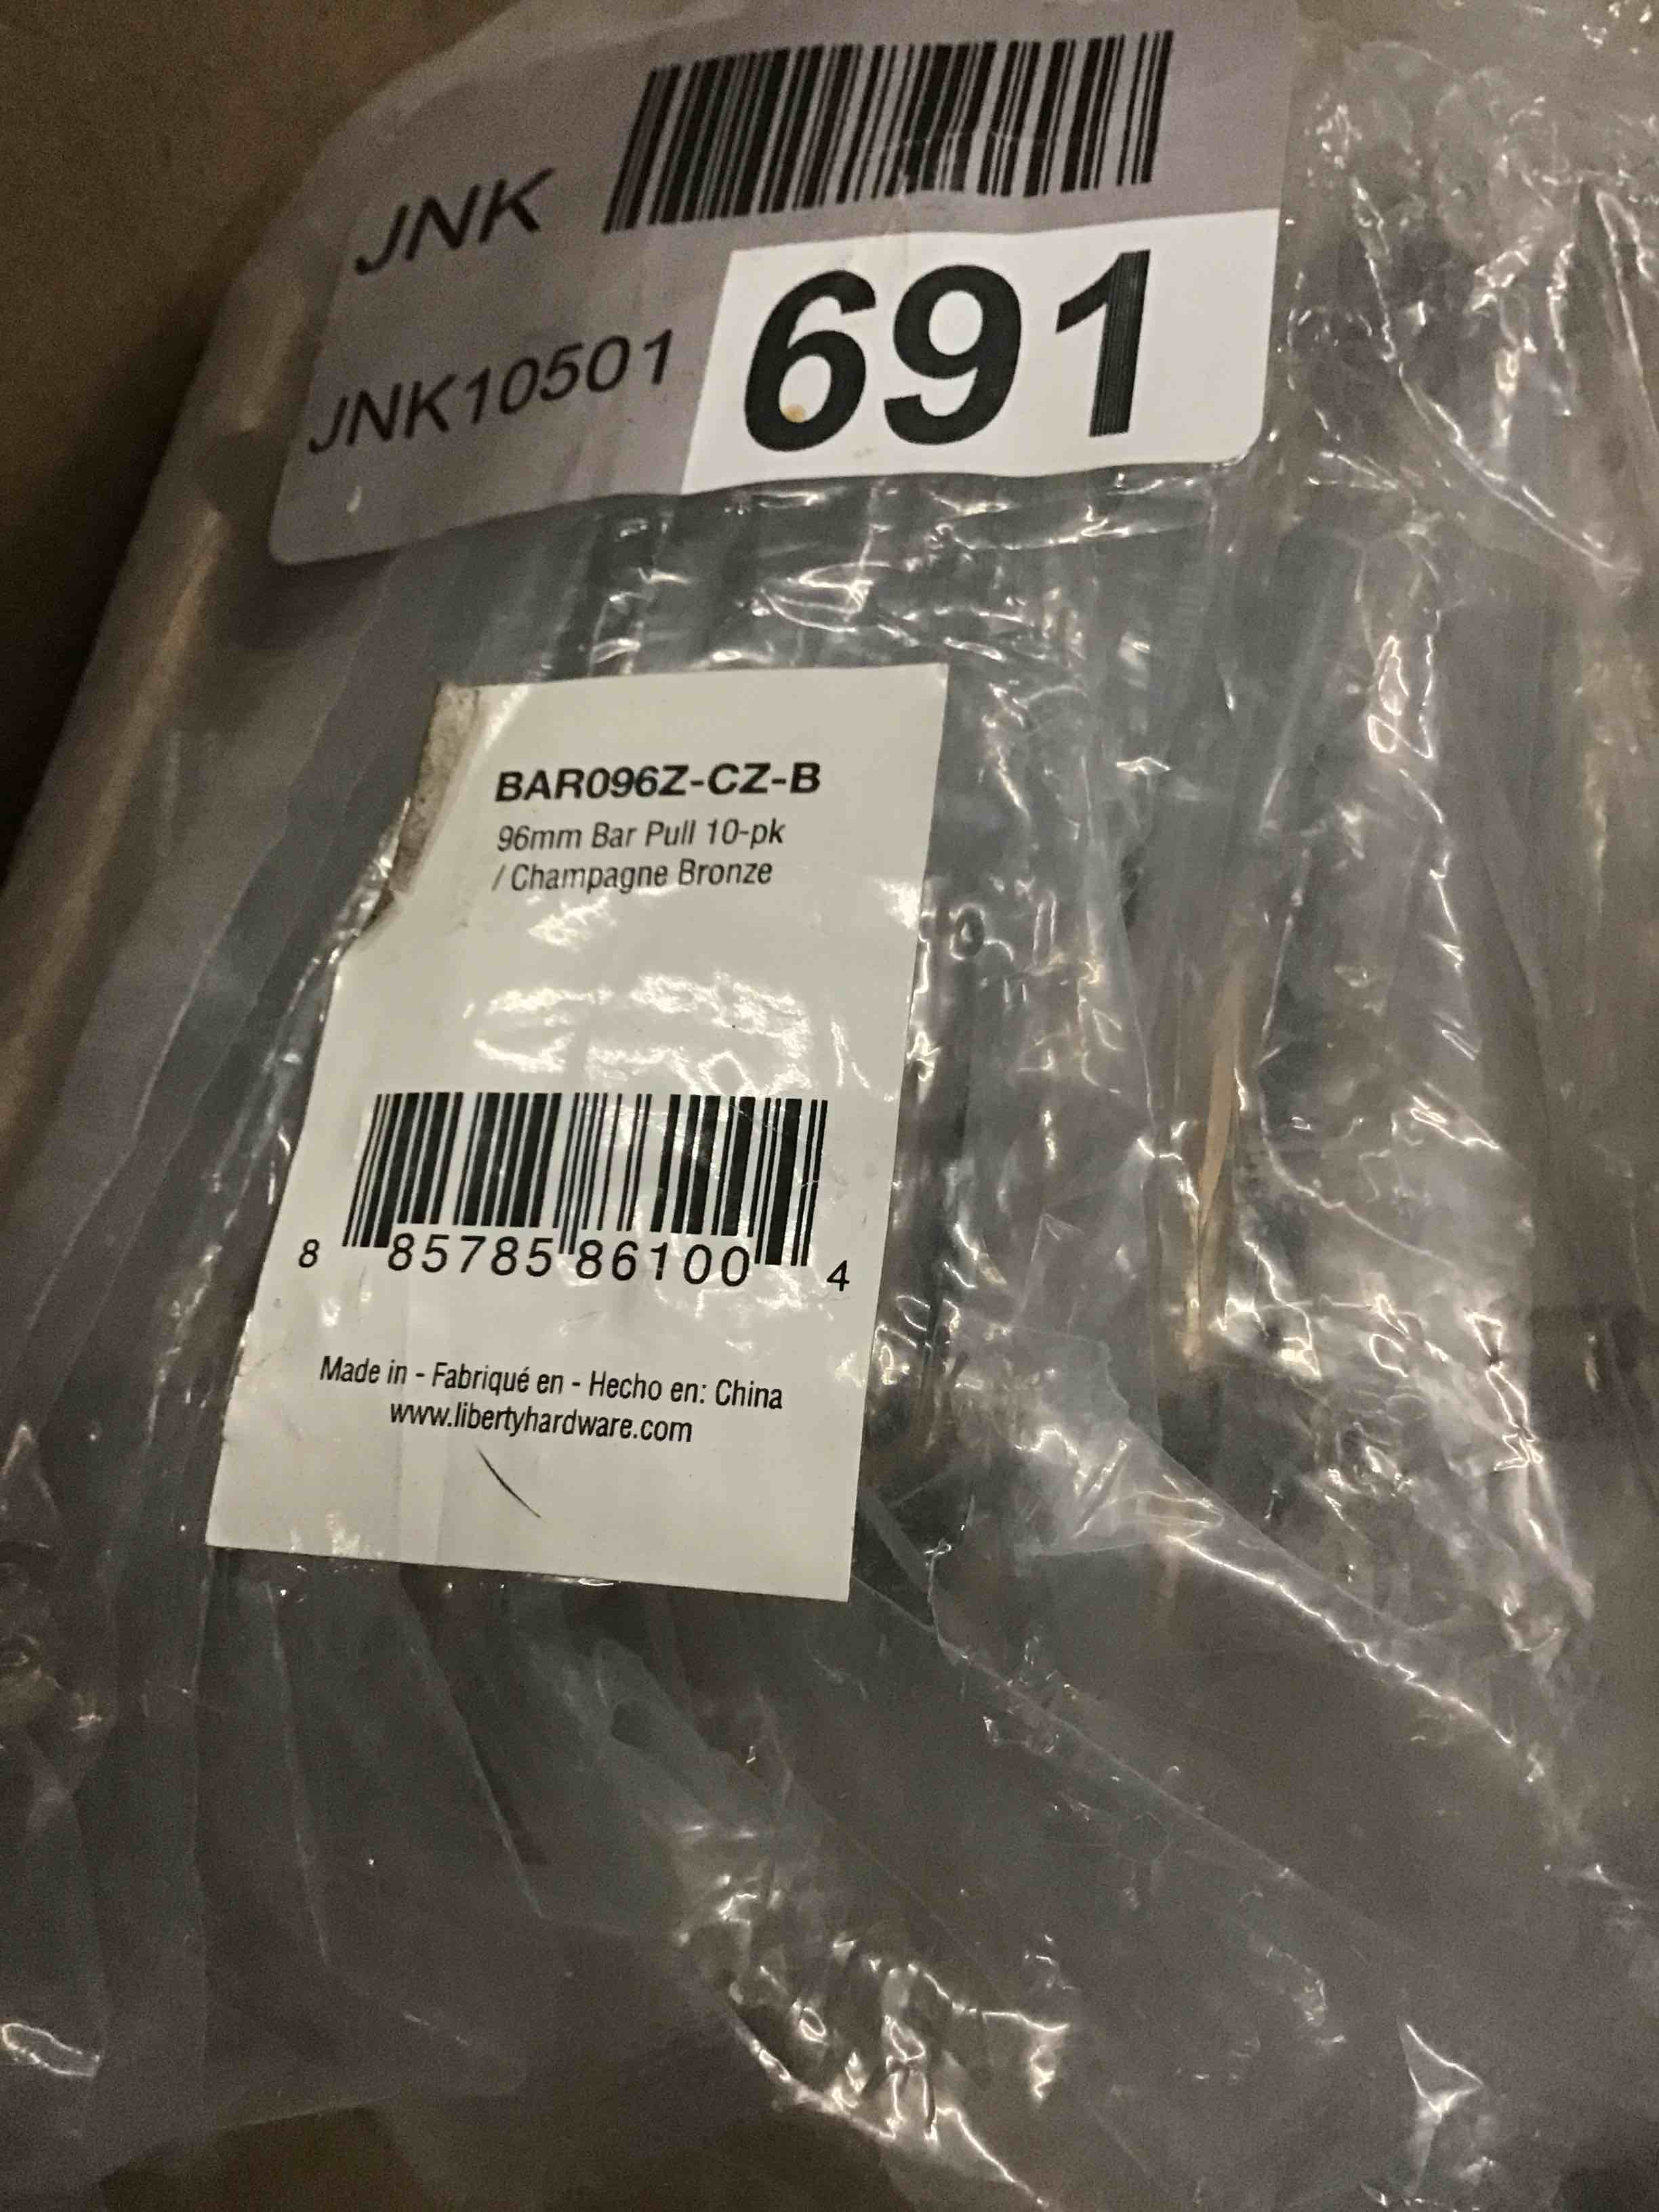 JNK
JNK10501
691
BAR096Z-CZ-B
96mm Bar Pull 10-pk
/ Champagne Bronze
8 85785 86100 4
Made in - Fabriqué en - Hecho en: China
www.libertyhardware.com